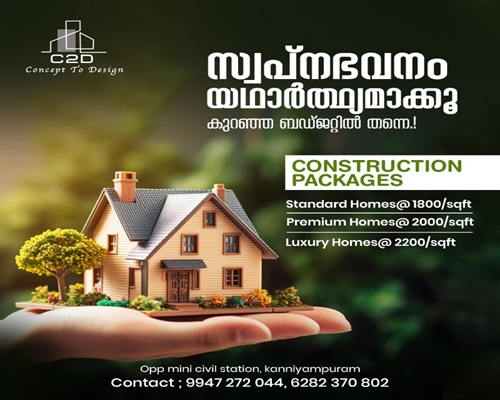 C2D
Concept To Design
സ്വപ്നഭവനം
യഥാർത്ഥ്യമാക്കൂ
കുറഞ്ഞ ബഡ്ജറ്റിൽ തന്നെ.!
CONSTRUCTION
PACKAGES
Standard Homes@ 1800/sqft
Premium Homes@ 2000/sqft
Luxury Homes@ 2200/sqft
Opp mini civil station, kanniyampuram
Contact ; 9947 272 044, 6282 370 802